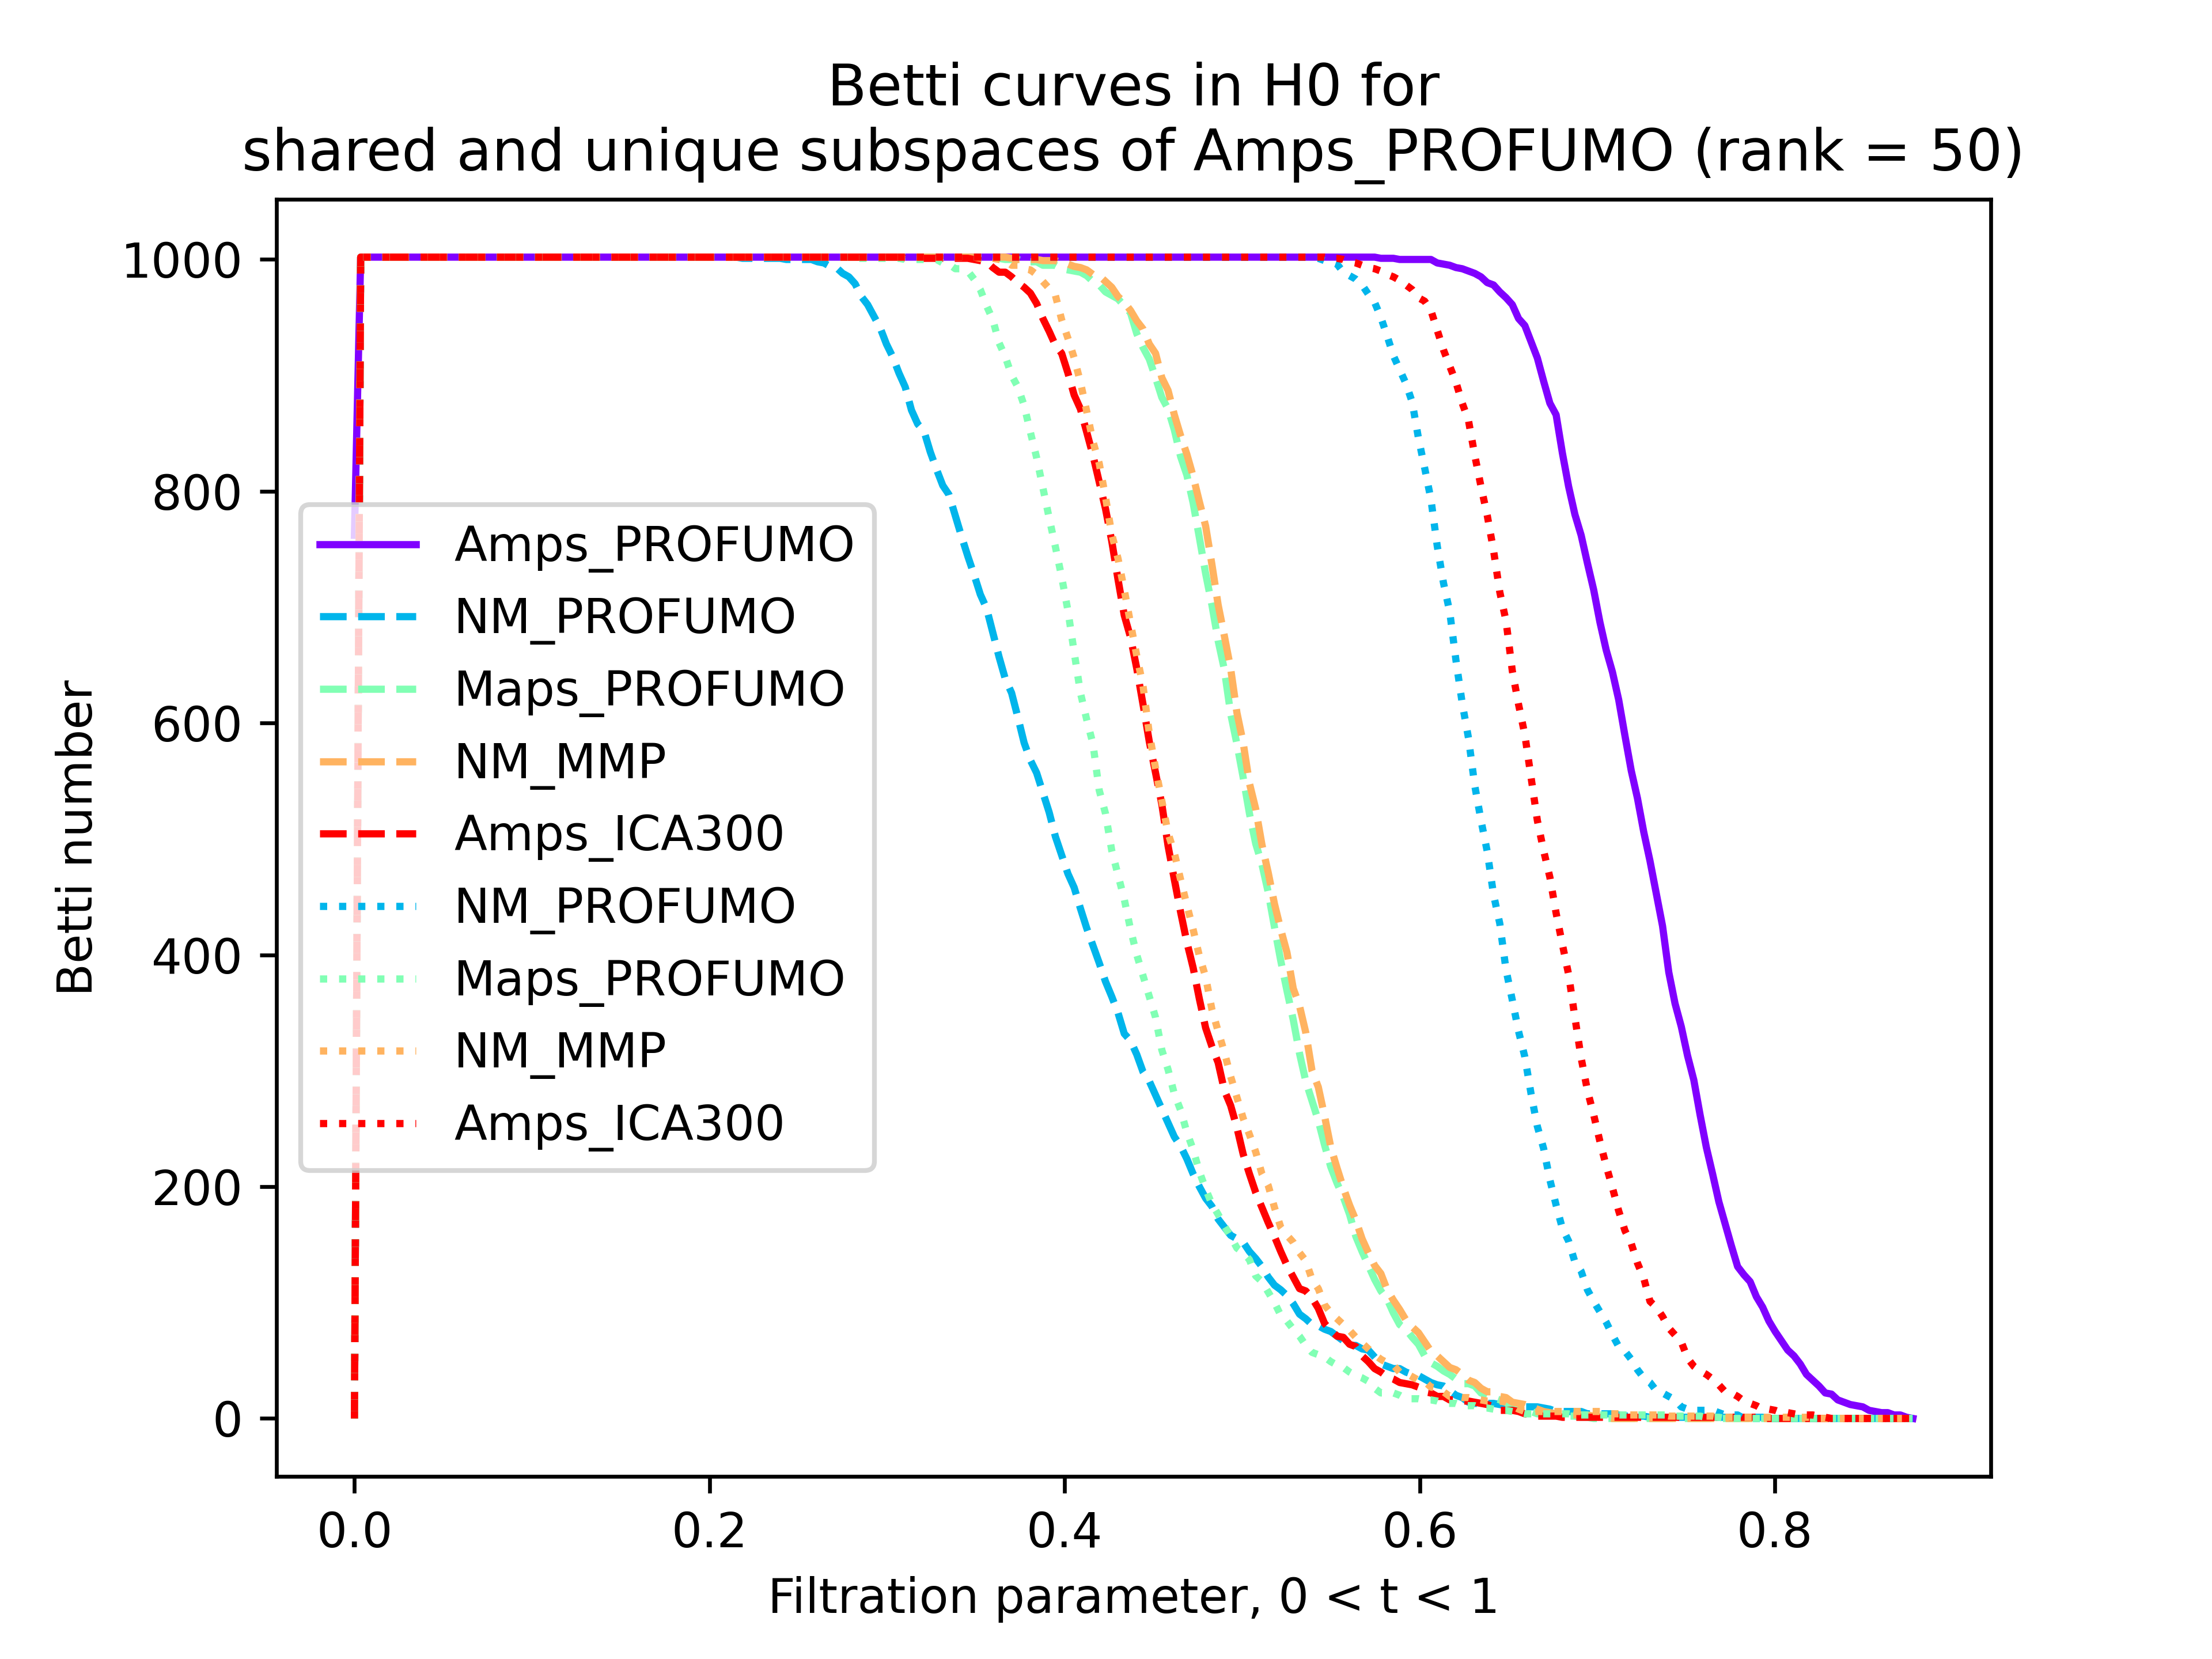 Betti curves in H0 for
shared and unique subspaces of Amps_PROFUMO (rank = 50)
Betti number
1000
800
600
400
200
0
Amps_PROFUMO
NM_PROFUMO
Maps_PROFUMO
NM_MMP
Amps_ICA300
NM_PROFUMO
Maps_PROFUMO
NM_MMP
Amps_ICA300
0.0 0.2 0.4 0.6 0.8
Filtration parameter, 0 < t < 1